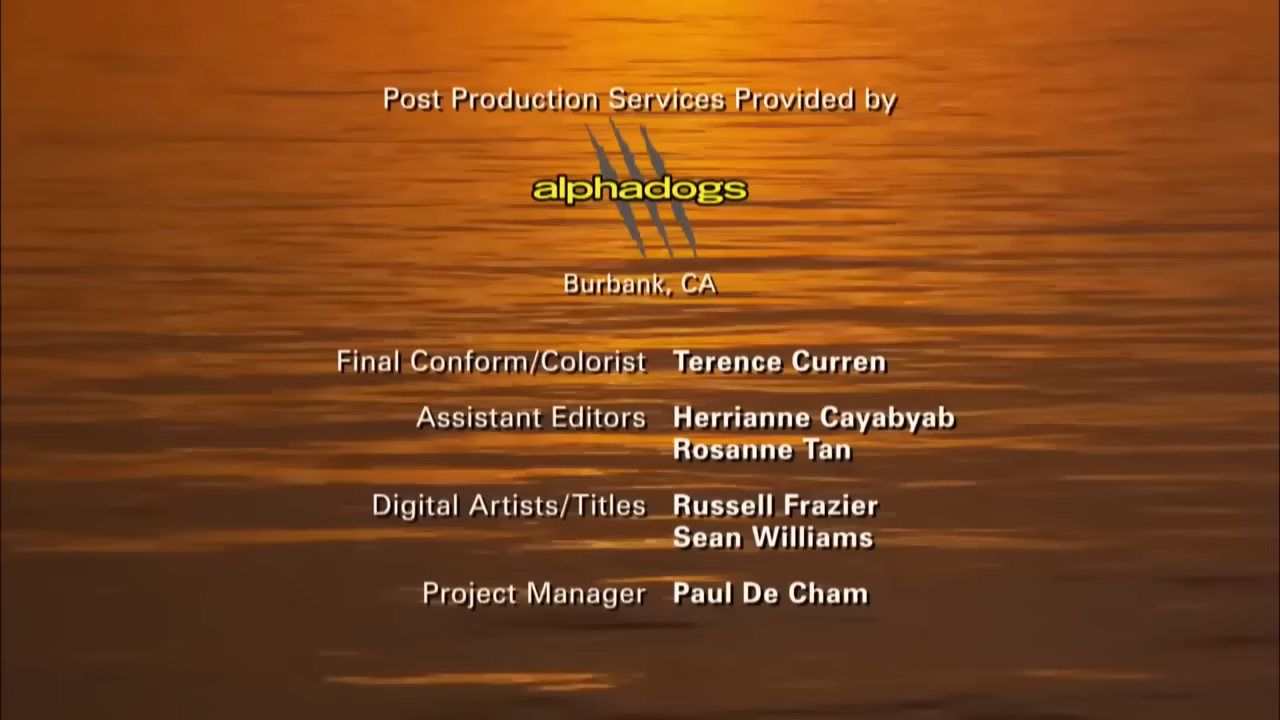 Post Production Services Provided by
alphadogs
Burbank, CA
Final Conform/Colorist Terence Curren
Assistant Editors Herrianne Cayabyab
Rosanne Tan
Digital Artists/Titles Russell Frazier
Sean Williams
Project Manager Paul De Cham